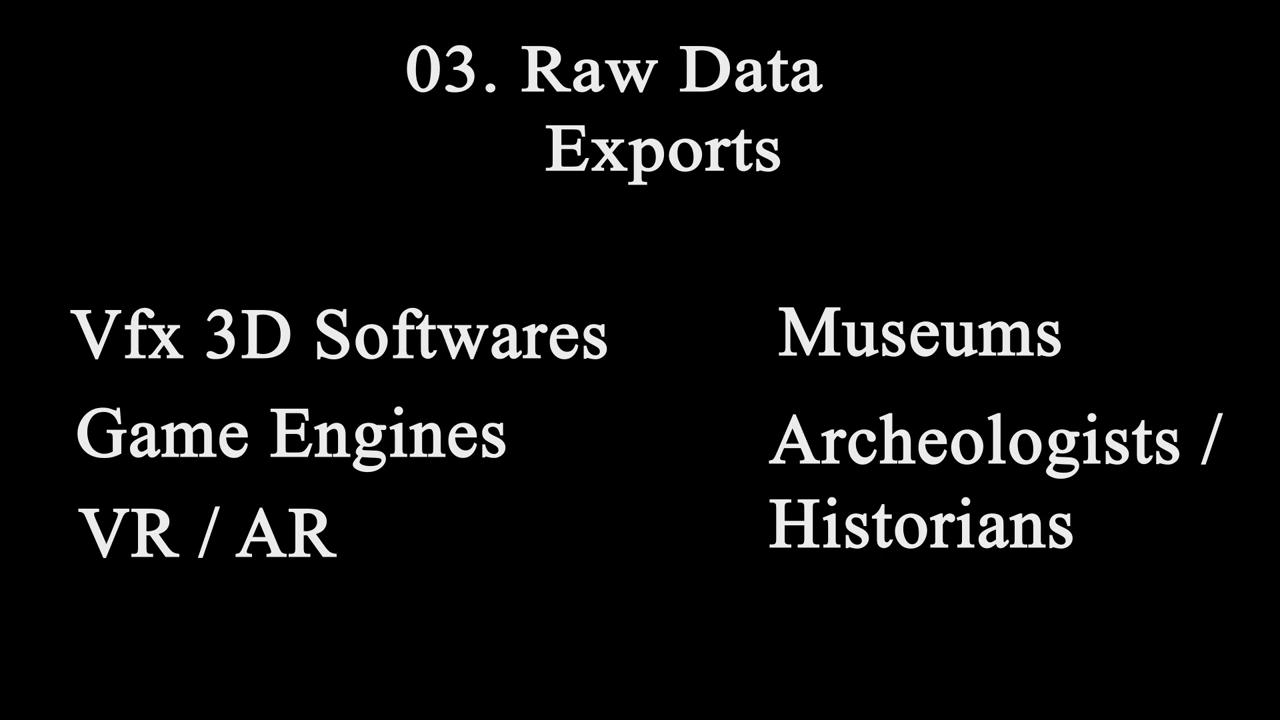 03. Raw Data
Exports
Vfx 3D Softwares
Game Engines
VR / AR
Museums
Archeologists /
Historians